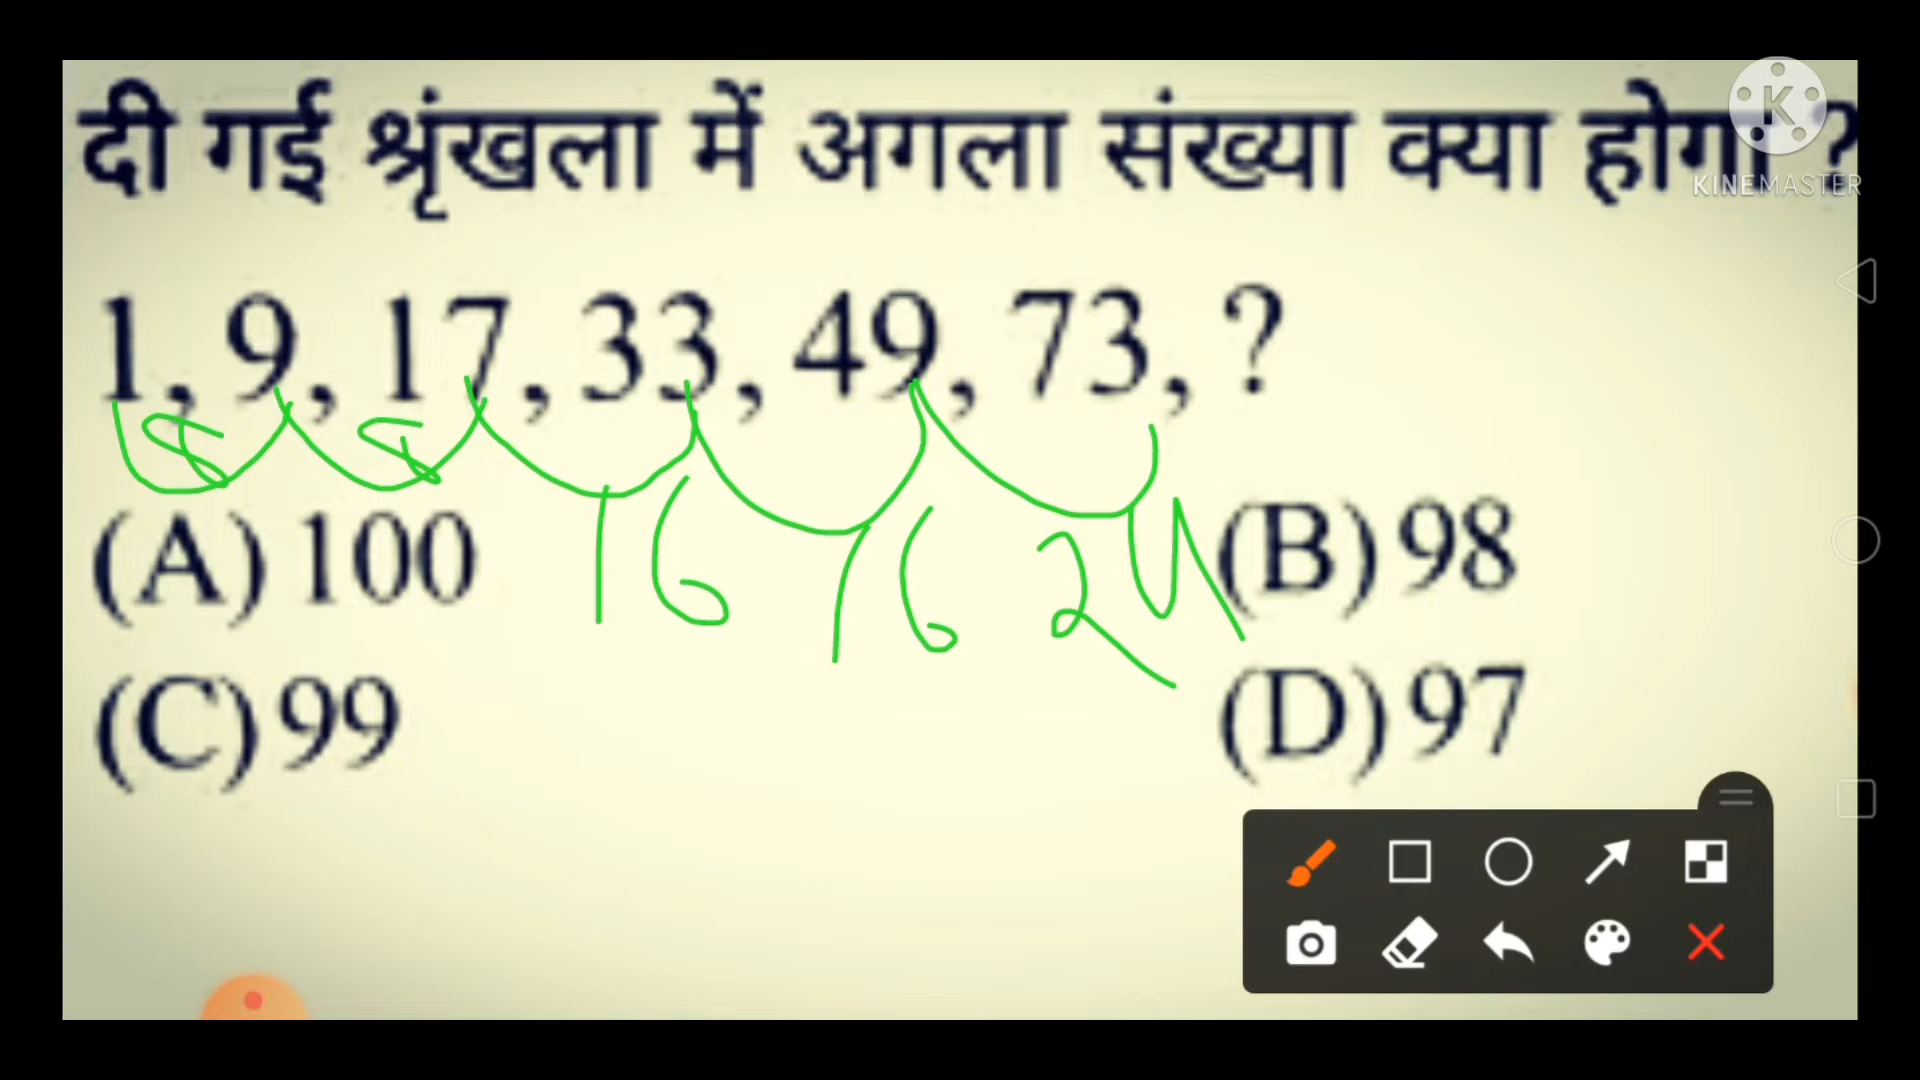 दी गई श्रृंखला में अगला संख्या क्या होगा ?
K
KINEMASTER
1, 9, 17, 33, 49, 73, ?
8 8 16 16 24
(A) 100
(B) 98
(C) 99
(D) 97